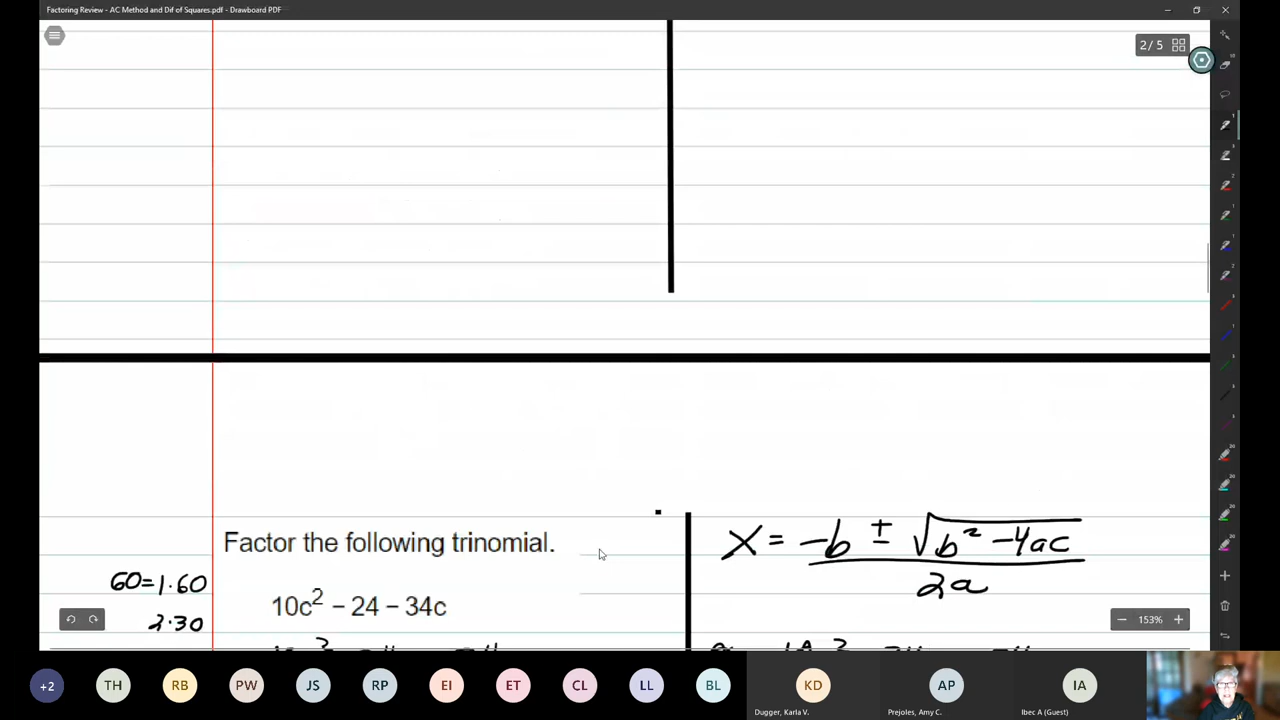 Factoring Review - AC Method and Dif of Squares.pdf - Drawboard PDF
2 / 5
Factor the following trinomial.
60=1·60
2·30
10c² − 24 − 34c
X = -b ± √b² -4ac
2a
153%
+2
TH
RB
PW
JS
RP
EI
ET
CL
LL
BL
KD
AP
IA
Dugger, Karla V.
Prejoles, Amy C.
Ibec A (Guest)